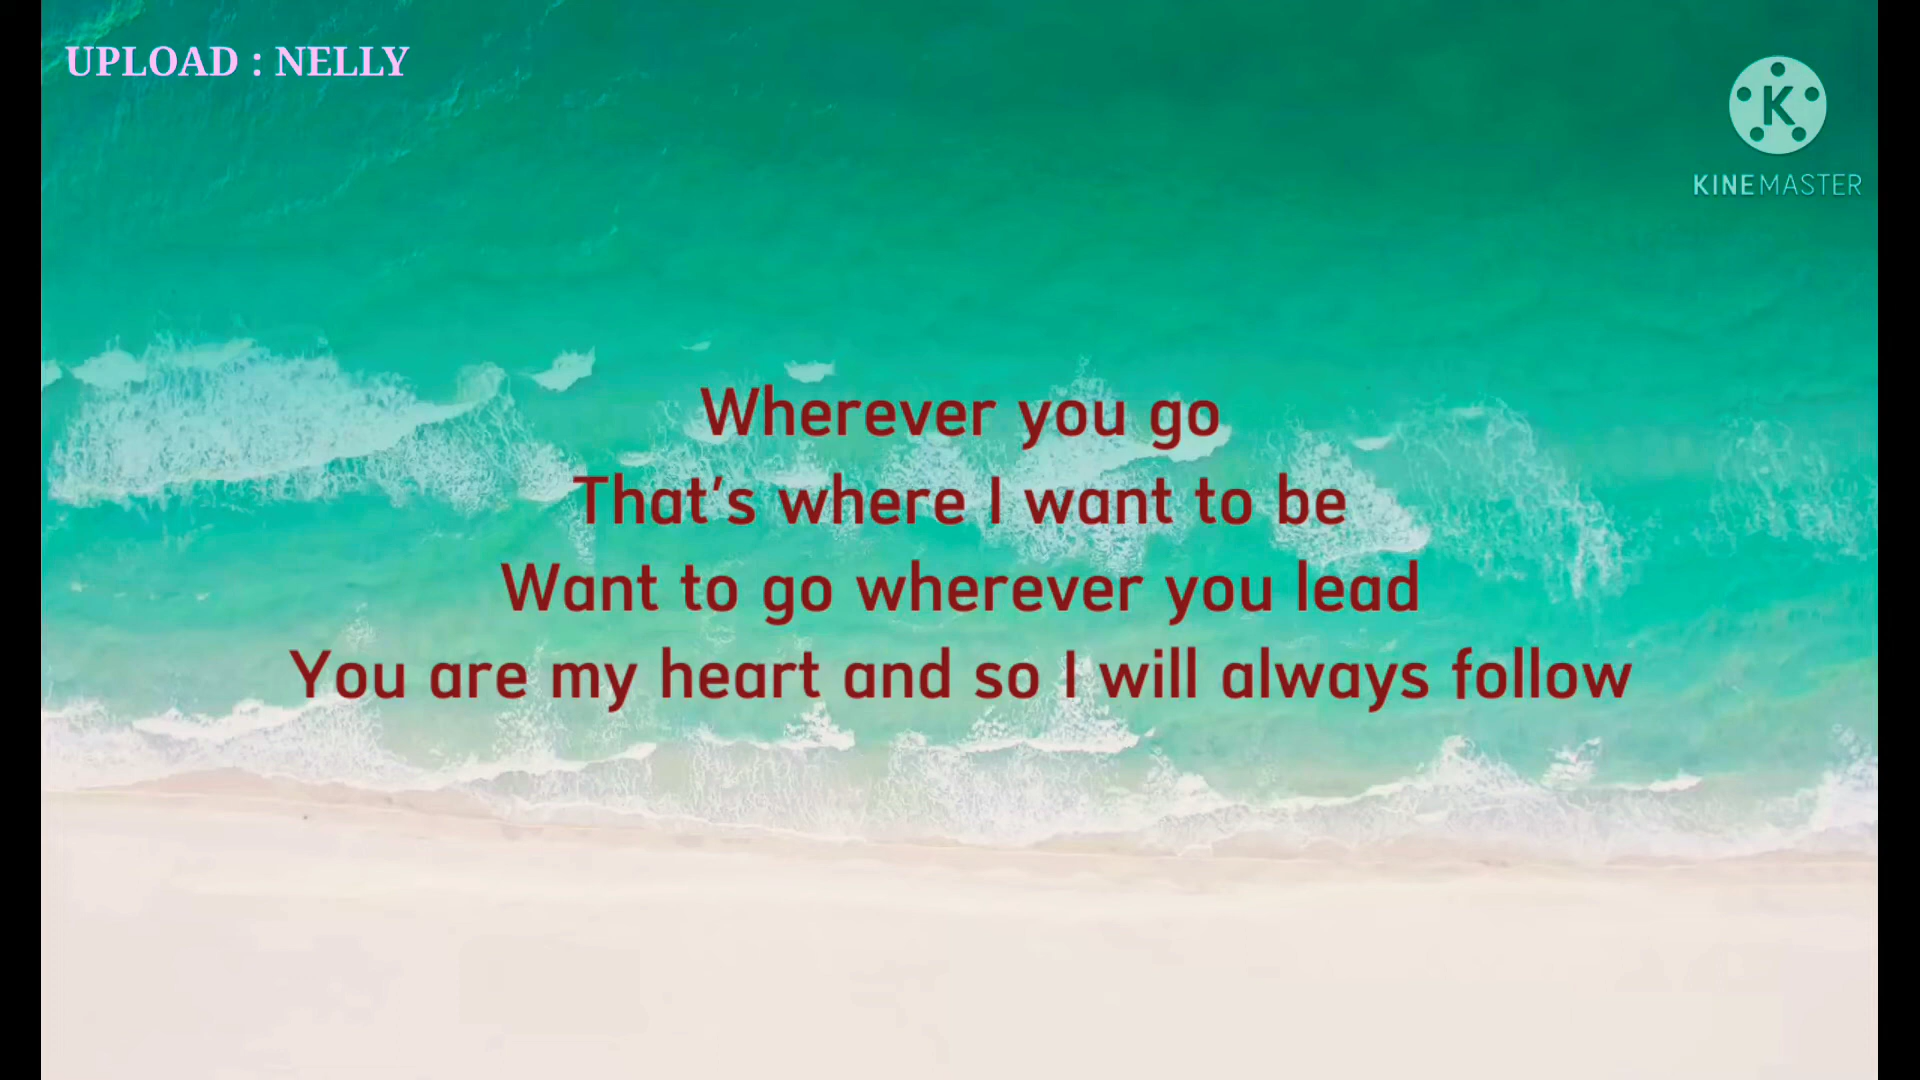 UPLOAD : NELLY
K
KINEMASTER
Wherever you go
That's where I want to be
Want to go wherever you lead
You are my heart and so I will always follow